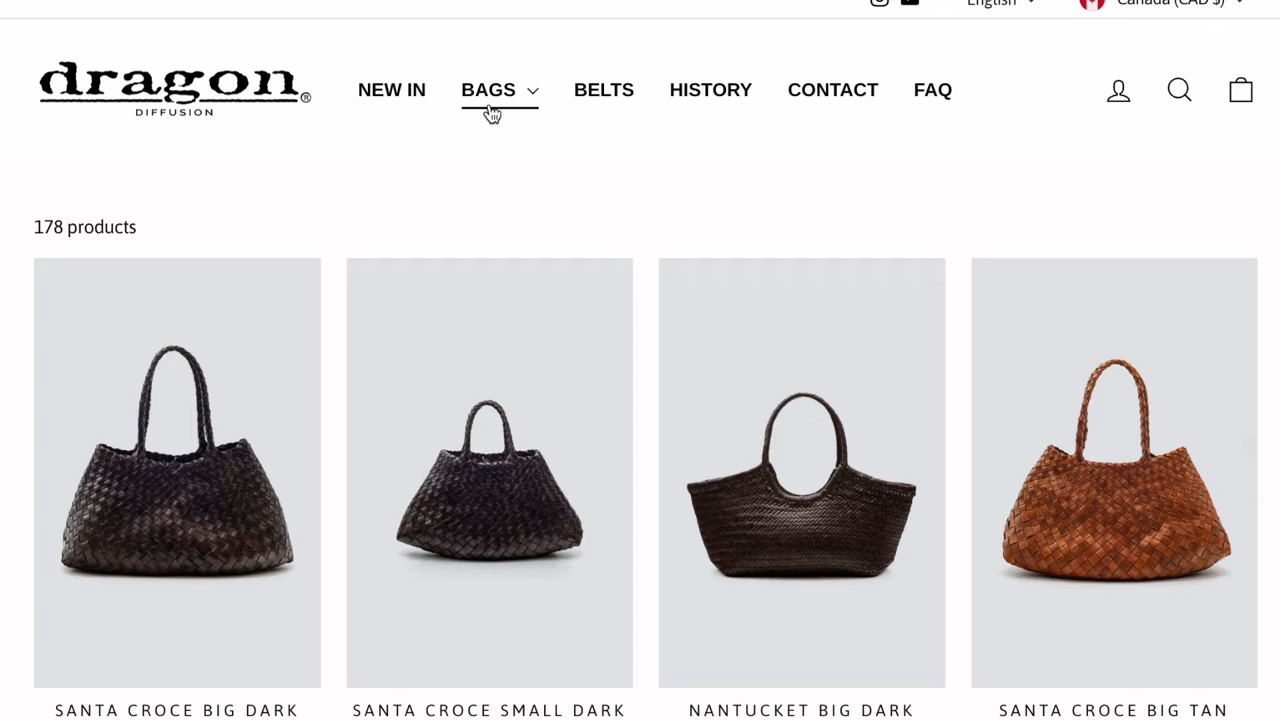 English
Canada (CAD $)
dragon®
DIFFUSION
NEW IN
BAGS
BELTS
HISTORY
CONTACT
FAQ
178 products
SANTA CROCE BIG DARK
SANTA CROCE SMALL DARK
NANTUCKET BIG DARK
SANTA CROCE BIG TAN